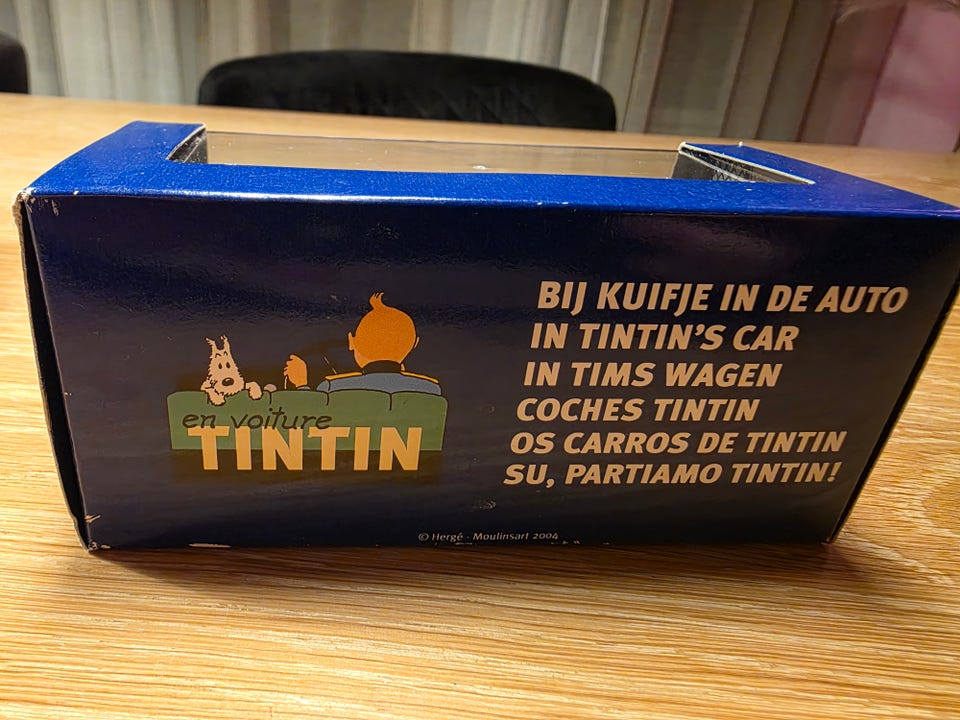 en voiture
TINTIN
BIJ KUIFJE IN DE AUTO
IN TINTIN'S CAR
IN TIMS WAGEN
COCHES TINTIN
OS CARROS DE TINTIN
SU, PARTIAMO TINTIN!
© Hergé - Moulinsart 2004